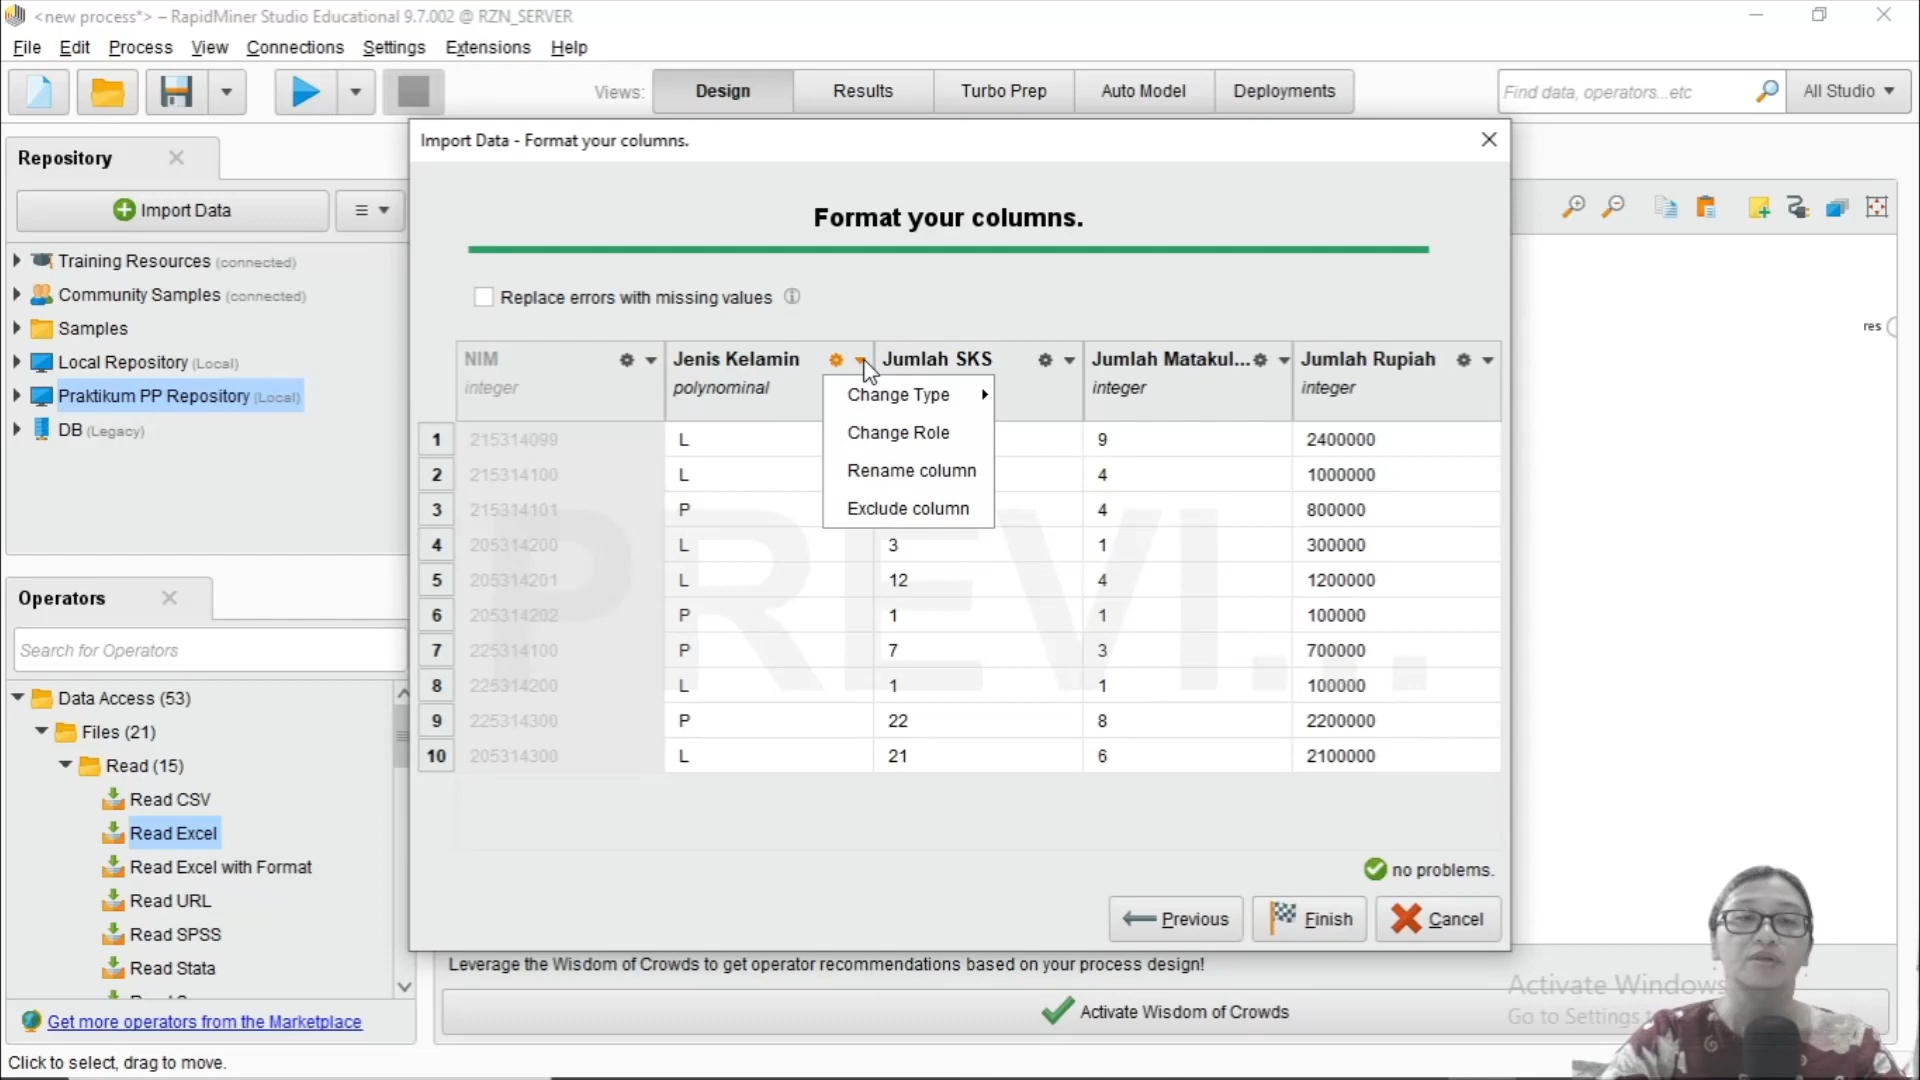 <new process*> – RapidMiner Studio Educational 9.7.002 @ RZN_SERVER
File Edit Process View Connections Settings Extensions Help
Views: Design Results Turbo Prep Auto Model Deployments
Find data, operators...etc
All Studio
Repository
Import Data
Training Resources (connected)
Community Samples (connected)
Samples
Local Repository (Local)
Praktikum PP Repository (Local)
DB (Legacy)
Operators
Search for Operators
Data Access (53)
Files (21)
Read (15)
Read CSV
Read Excel
Read Excel with Format
Read URL
Read SPSS
Read Stata
Get more operators from the Marketplace
Click to select, drag to move.
Import Data - Format your columns.
Format your columns.
Replace errors with missing values
NIM Jenis Kelamin Jumlah SKS Jumlah Matakul... Jumlah Rupiah
integer polynominal integer integer
Change Type
Change Role
Rename column
Exclude column
1 215314099 L 9 2400000
2 215314100 L 4 1000000
3 215314101 P 4 800000
4 205314200 L 3 1 300000
5 205314201 L 12 4 1200000
6 205314202 P 1 1 100000
7 225314100 P 7 3 700000
8 225314200 L 1 1 100000
9 225314300 P 22 8 2200000
10 205314300 L 21 6 2100000
PREVI...
no problems.
Previous Finish Cancel
res
Leverage the Wisdom of Crowds to get operator recommendations based on your process design!
Activate Wisdom of Crowds
Activate Windows
Go to Settings